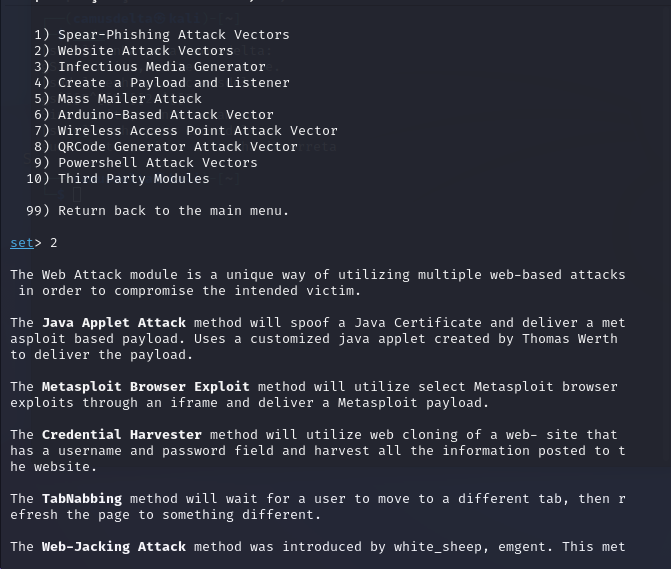 1) Spear-Phishing Attack Vectors
2) Website Attack Vectors
3) Infectious Media Generator
4) Create a Payload and Listener
5) Mass Mailer Attack
6) Arduino-Based Attack Vector
7) Wireless Access Point Attack Vector
8) QRCode Generator Attack Vector
9) Powershell Attack Vectors
10) Third Party Modules
99) Return back to the main menu.
set> 2
The Web Attack module is a unique way of utilizing multiple web-based attacks
in order to compromise the intended victim.
The Java Applet Attack method will spoof a Java Certificate and deliver a met
asploit based payload. Uses a customized java applet created by Thomas Werth
to deliver the payload.
The Metasploit Browser Exploit method will utilize select Metasploit browser
exploits through an iframe and deliver a Metasploit payload.
The Credential Harvester method will utilize web cloning of a web- site that
has a username and password field and harvest all the information posted to t
he website.
The TabNabbing method will wait for a user to move to a different tab, then r
efresh the page to something different.
The Web-Jacking Attack method was introduced by white_sheep, emgent. This met